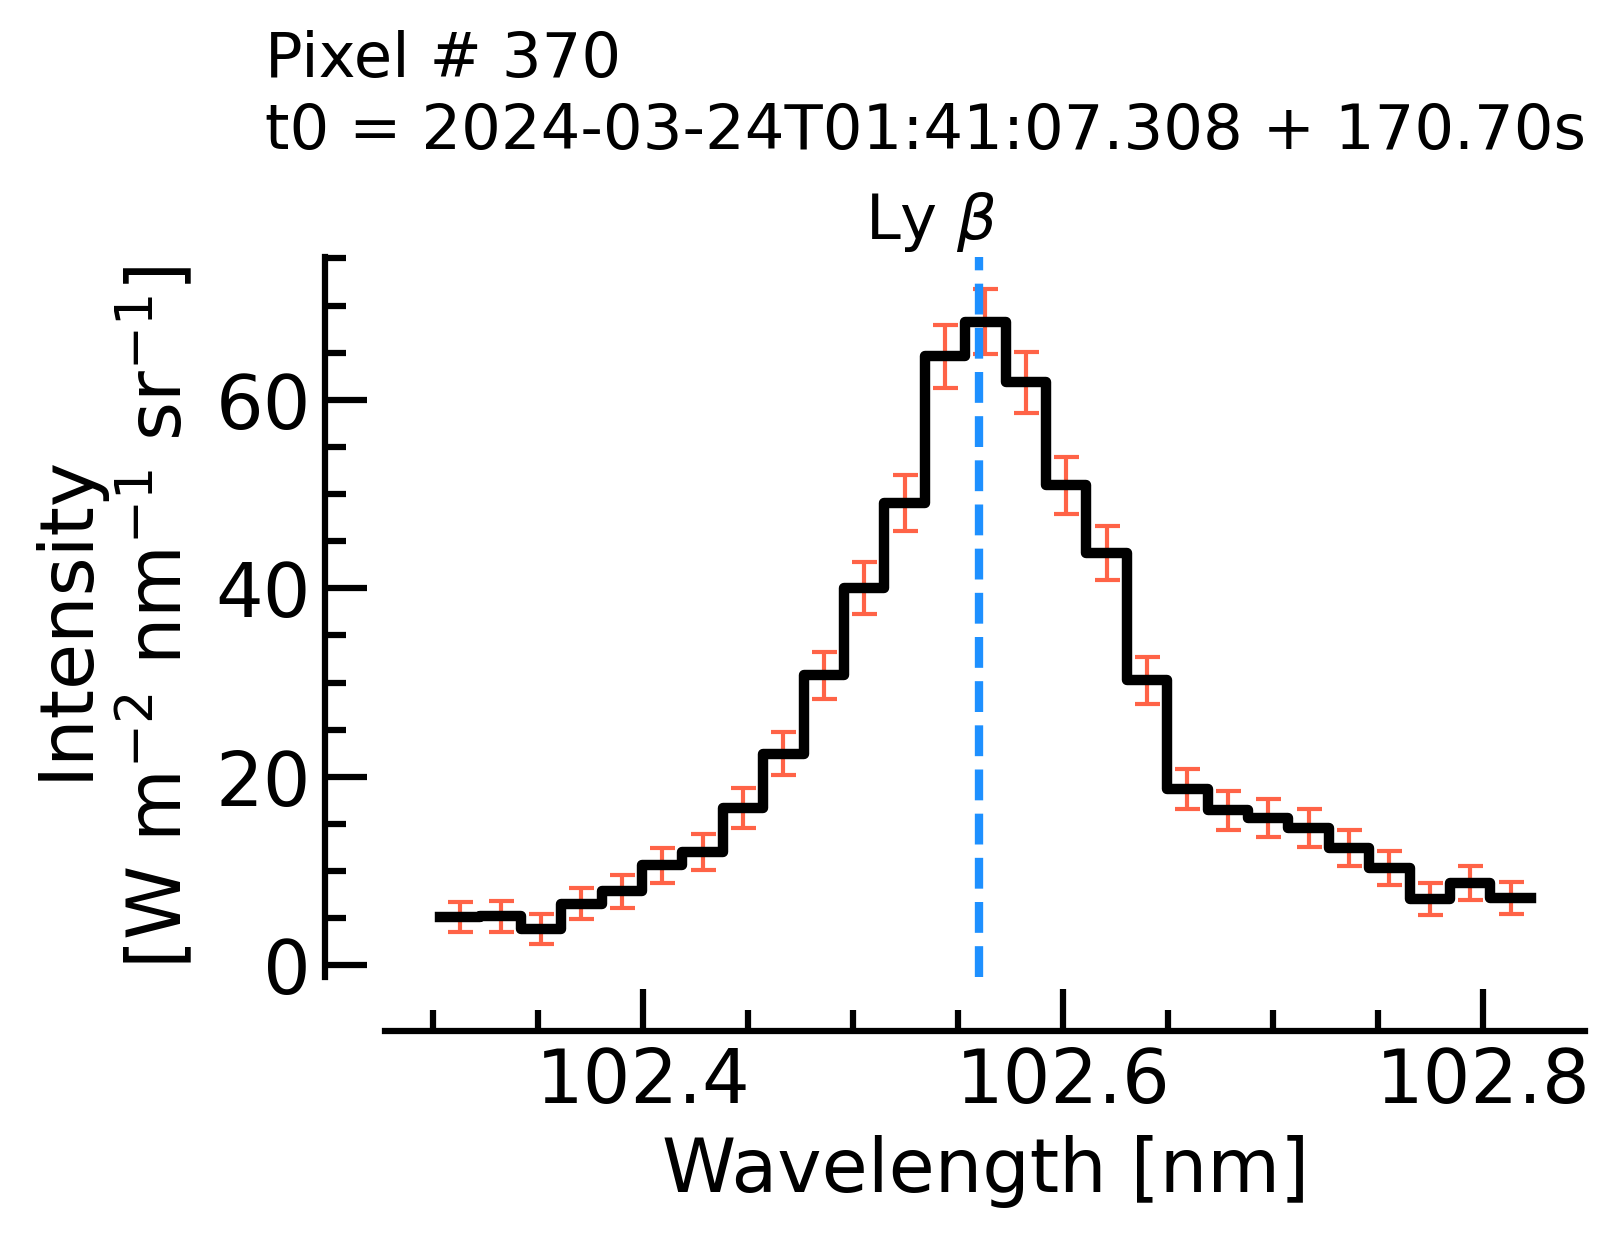 Pixel # 370
t0 = 2024-03-24T01:41:07.308 + 170.70s
Ly β
Intensity
[W m⁻² nm⁻¹ sr⁻¹]
60
40
20
0
102.4 102.6 102.8
Wavelength [nm]